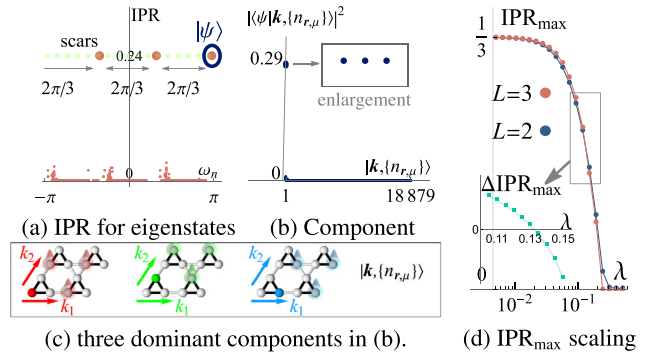 IPR
scars
|ψ⟩
0.24
2π/3 2π/3 2π/3
0
ω_n
−π π
(a) IPR for eigenstates
|⟨ψ|k,{n_{r,μ}}⟩|²
0.29
enlargement
0
|k,{n_{r,μ}}⟩
1 18 879
(b) Component
k₂ k₁
k₂ k₁
k₂ k₁
|k,{n_{r,μ}}⟩
(c) three dominant components in (b).
IPR_max
1/3
L=3
L=2
ΔIPR_max
λ
0
0.11 0.13 0.15
0
λ
10⁻² 10⁻¹
(d) IPR_max scaling